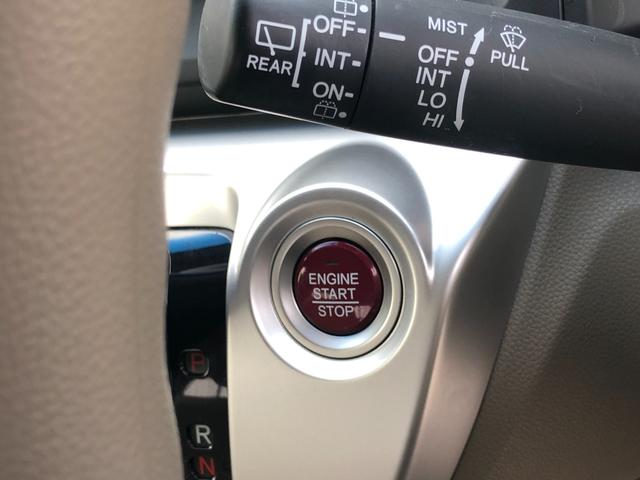 REAR
OFF-
INT-
ON-
MIST
OFF
INT
LO
HI
PULL
ENGINE
START
STOP
P
R
N